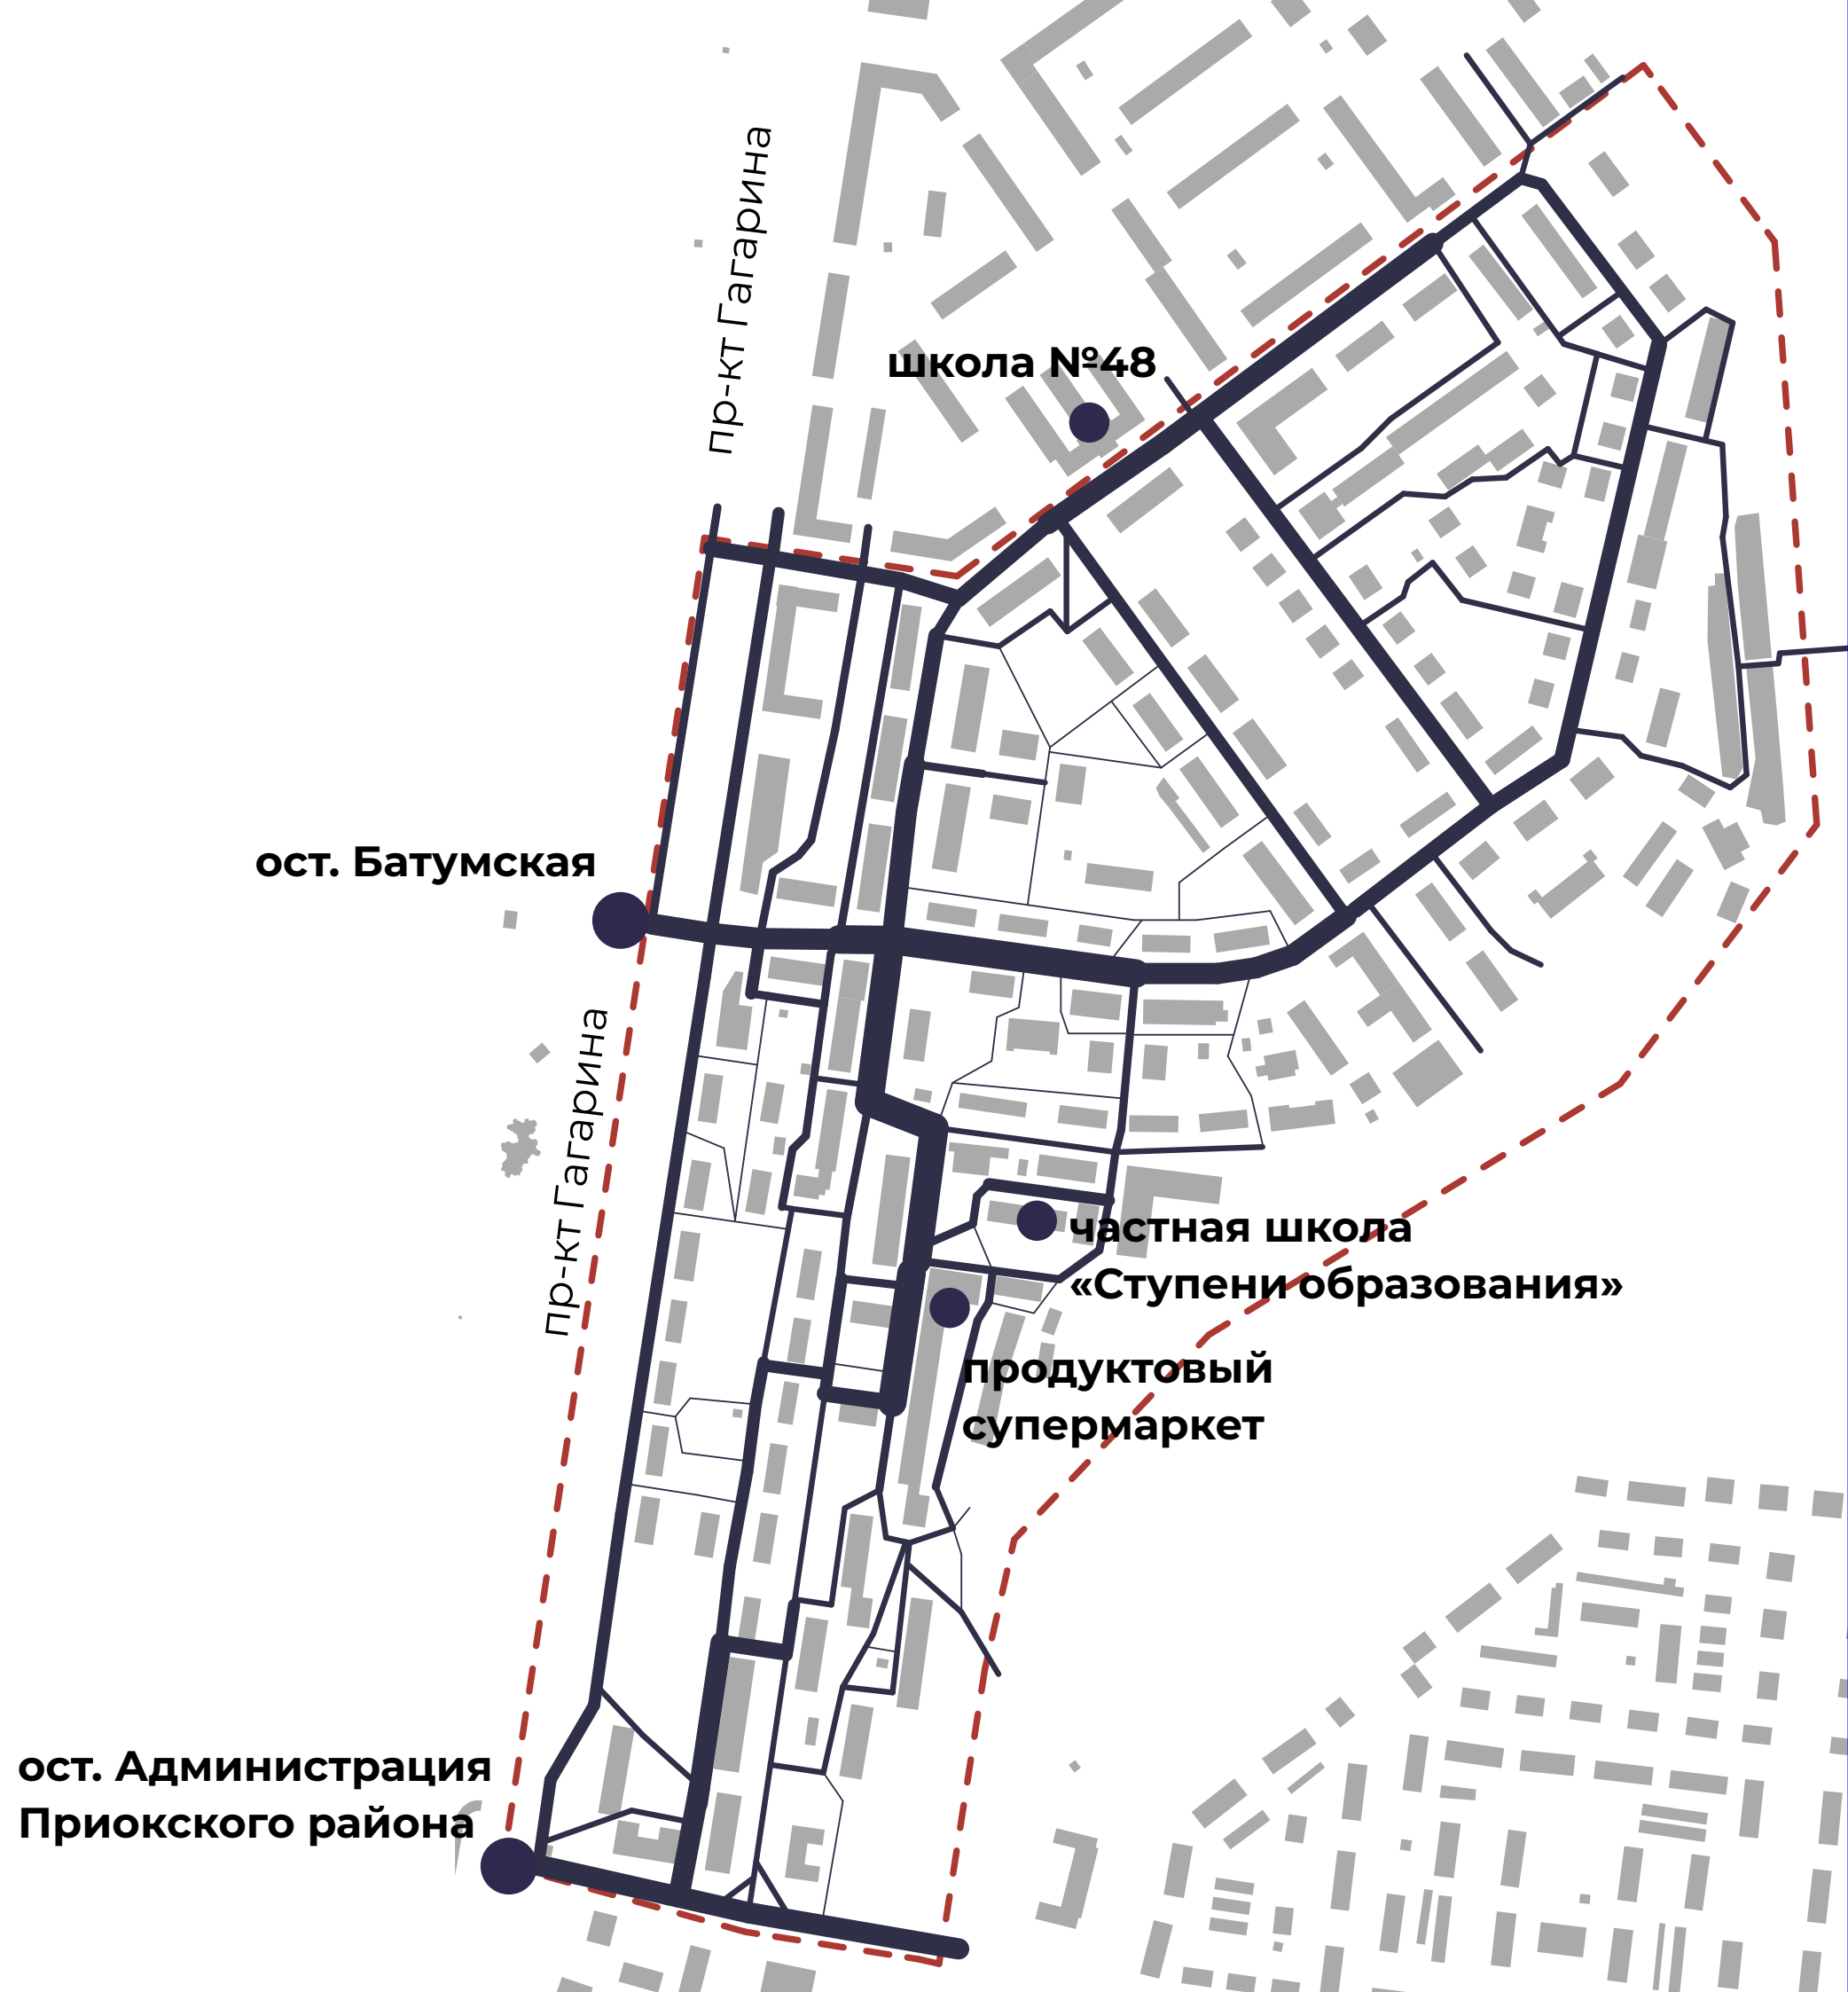 пр-кт Гагарина
школа №48
ост. Батумская
пр-кт Гагарина
частная школа
«Ступени образования»
продуктовый
супермаркет
ост. Администрация
Приокского района